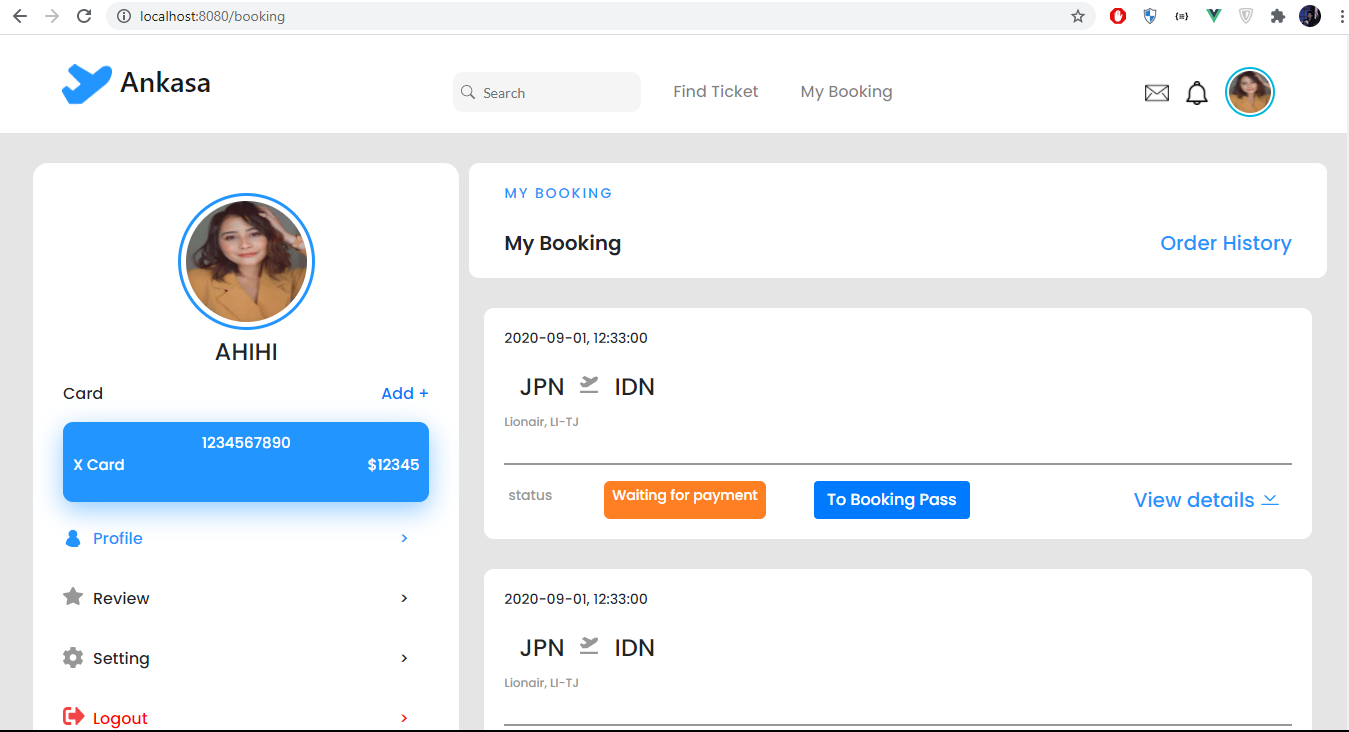 localhost:8080/booking
Ankasa
Search
Find Ticket
My Booking
AHIHI
Card
Add +
1234567890
X Card
$12345
Profile >
Review >
Setting >
Logout >
MY BOOKING
My Booking
Order History
2020-09-01, 12:33:00
JPN IDN
Lionair, LI-TJ
status
Waiting for payment
To Booking Pass
View details
2020-09-01, 12:33:00
JPN IDN
Lionair, LI-TJ